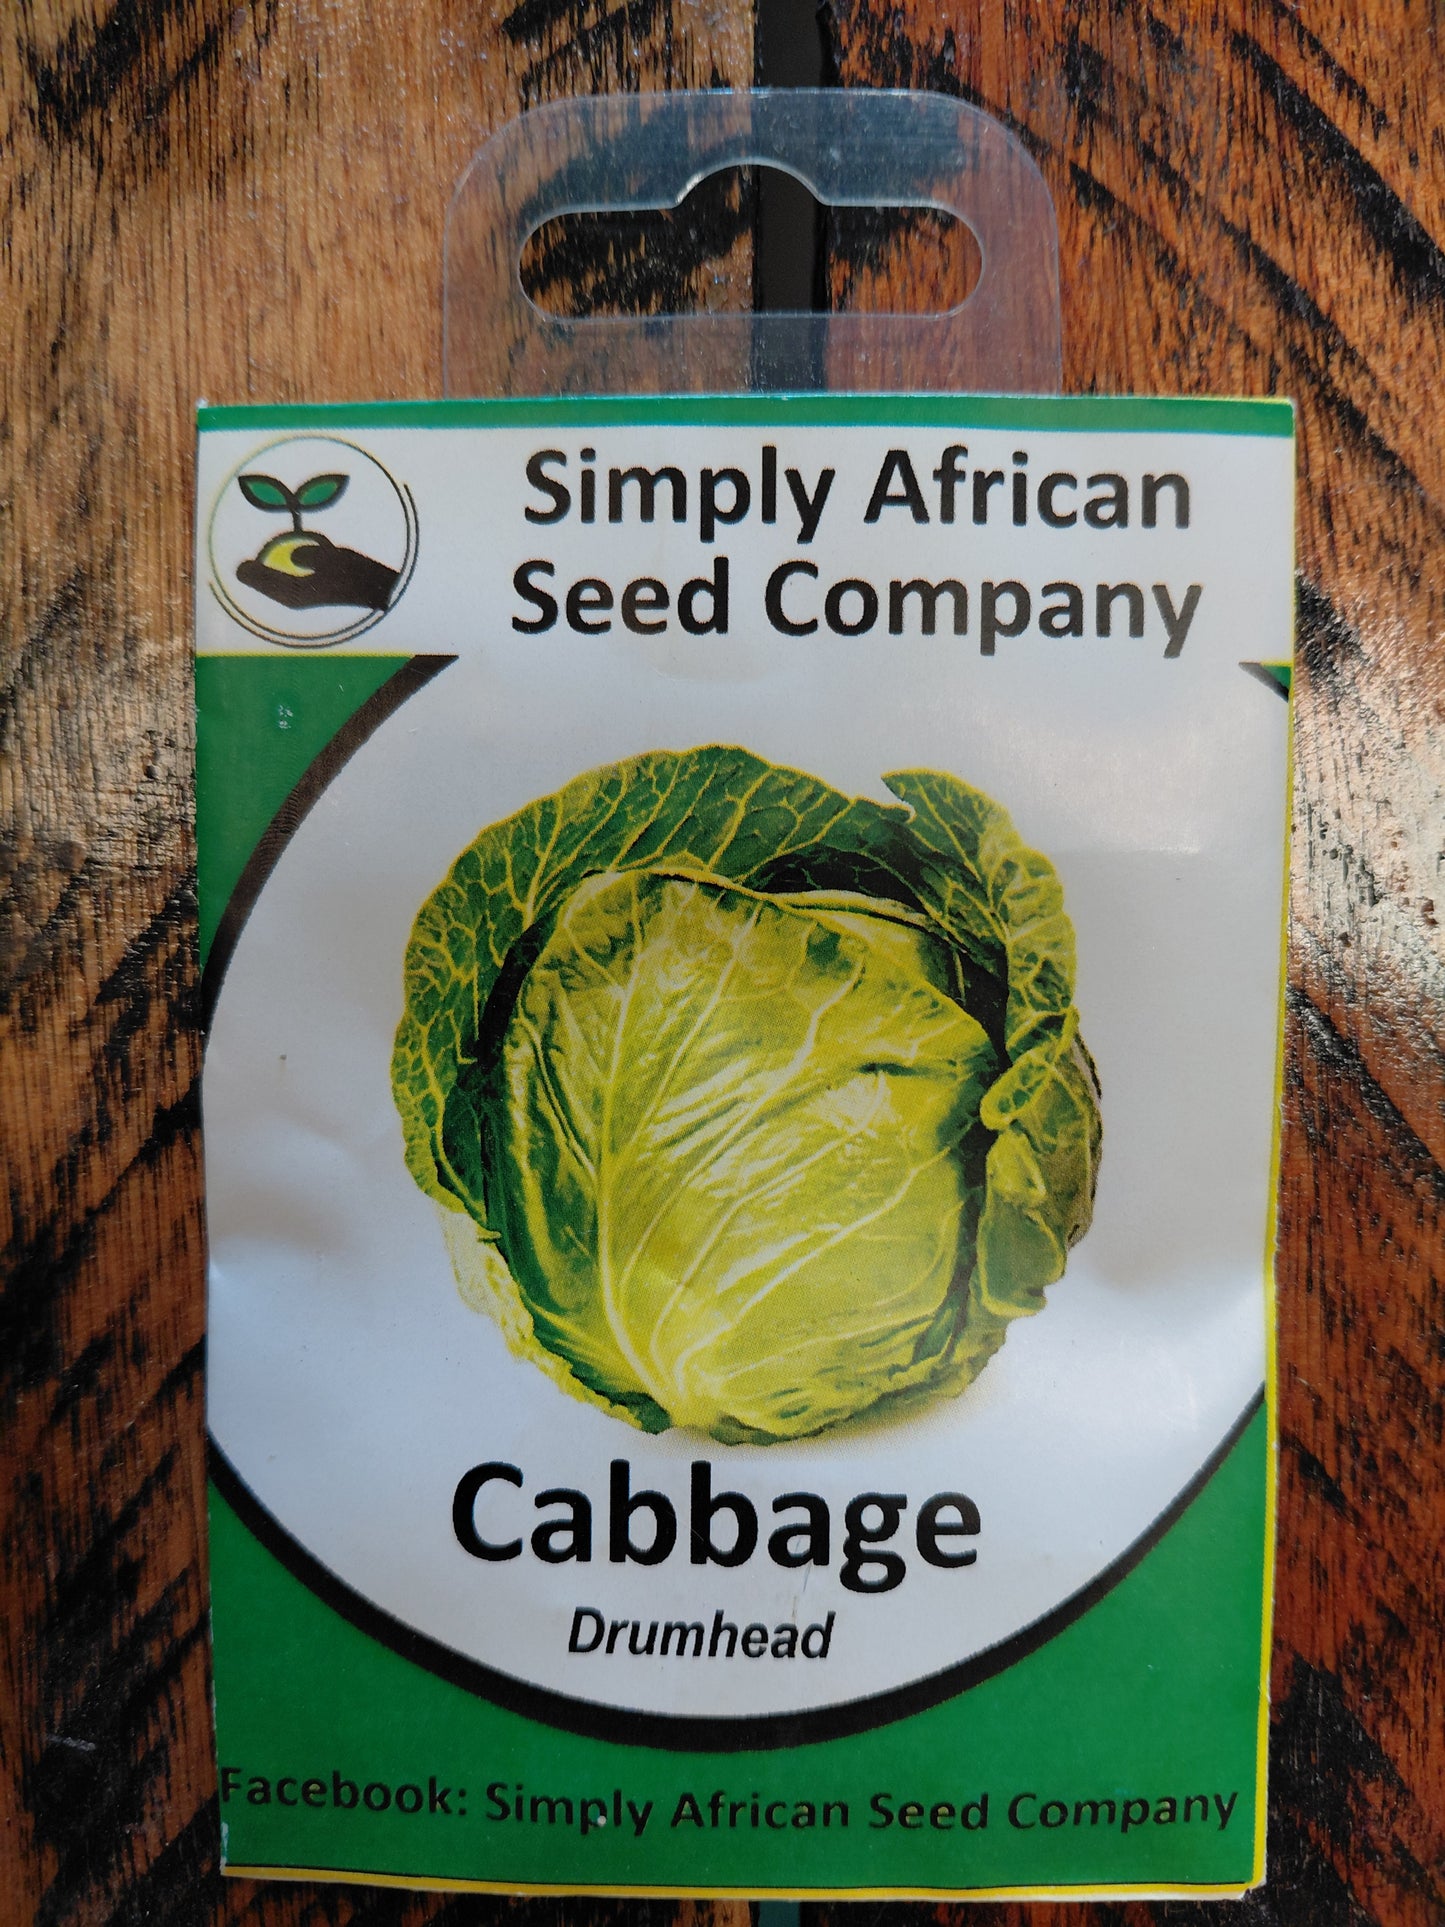 Simply African
Seed Company
Cabbage
Drumhead
Facebook: Simply African Seed Company